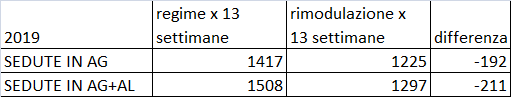 2019 regime x 13 settimane rimodulazione x 13 settimane differenza
SEDUTE IN AG 1417 1225 -192
SEDUTE IN AG+AL 1508 1297 -211